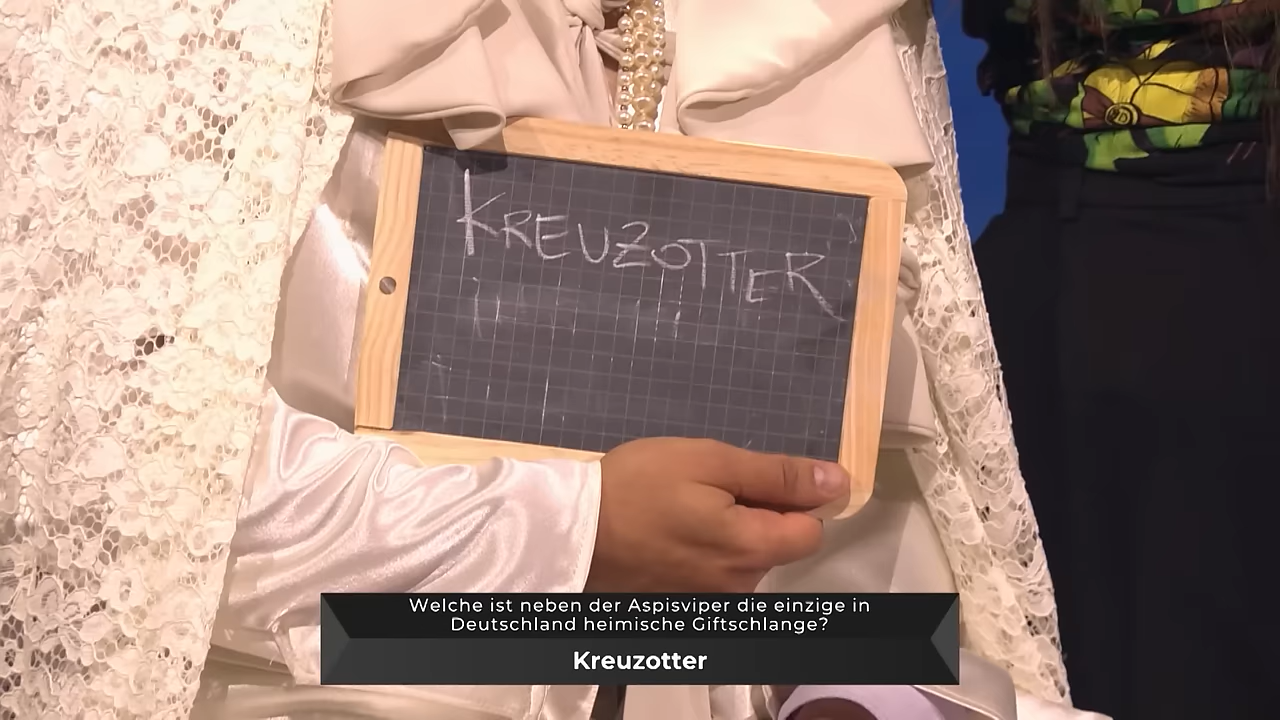 KREUZOTTER
Welche ist neben der Aspisviper die einzige in
Deutschland heimische Giftschlange?
Kreuzotter